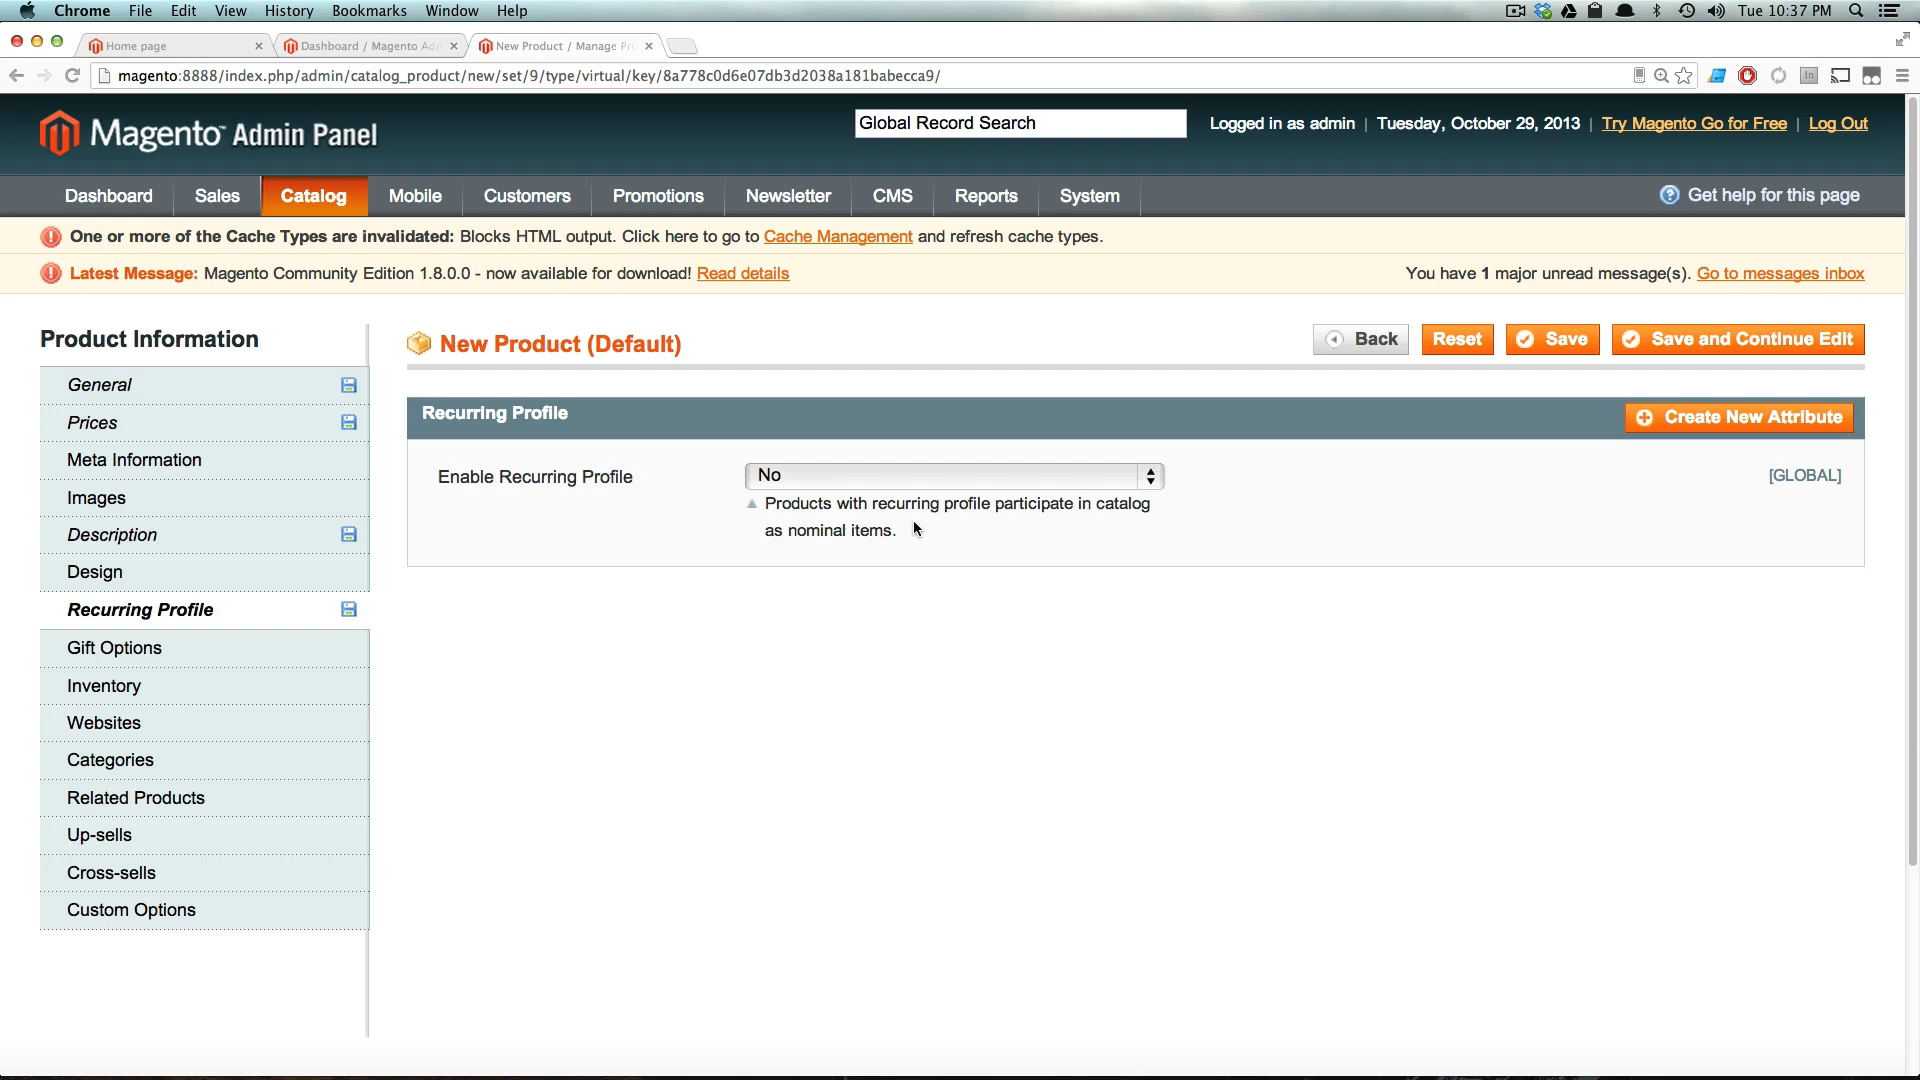 Chrome File Edit View History Bookmarks Window Help Tue 10:37 PM
Home page Dashboard / Magento Ad New Product / Manage Pr
magento:8888/index.php/admin/catalog_product/new/set/9/type/virtual/key/8a778c0d6e07db3d2038a181babecca9/
Magento Admin Panel Global Record Search Logged in as admin | Tuesday, October 29, 2013 | Try Magento Go for Free | Log Out
Dashboard Sales Catalog Mobile Customers Promotions Newsletter CMS Reports System Get help for this page
One or more of the Cache Types are invalidated: Blocks HTML output. Click here to go to Cache Management and refresh cache types.
Latest Message: Magento Community Edition 1.8.0.0 - now available for download! Read details You have 1 major unread message(s). Go to messages inbox
Product Information
General
Prices
Meta Information
Images
Description
Design
Recurring Profile
Gift Options
Inventory
Websites
Categories
Related Products
Up-sells
Cross-sells
Custom Options
New Product (Default) Back Reset Save Save and Continue Edit
Recurring Profile Create New Attribute
Enable Recurring Profile No [GLOBAL]
Products with recurring profile participate in catalog
as nominal items.